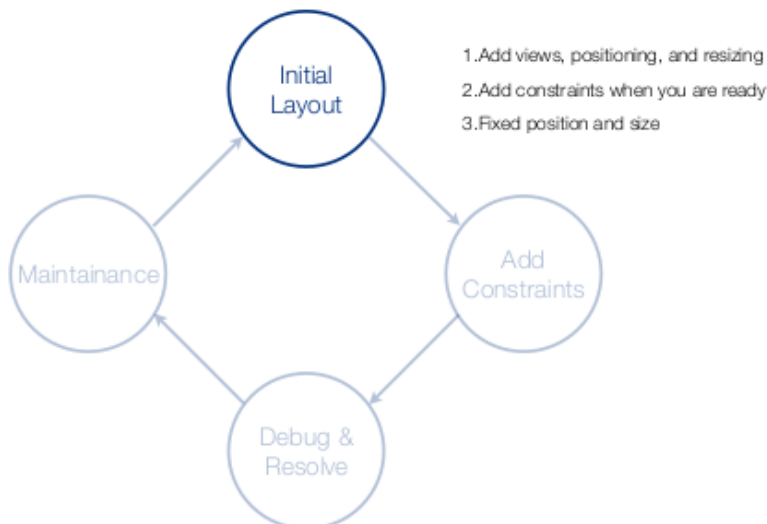 Initial
Layout
1.Add views, positioning, and resizing
2.Add constraints when you are ready
3.Fixed position and size
Maintainance
Add
Constraints
Debug &
Resolve